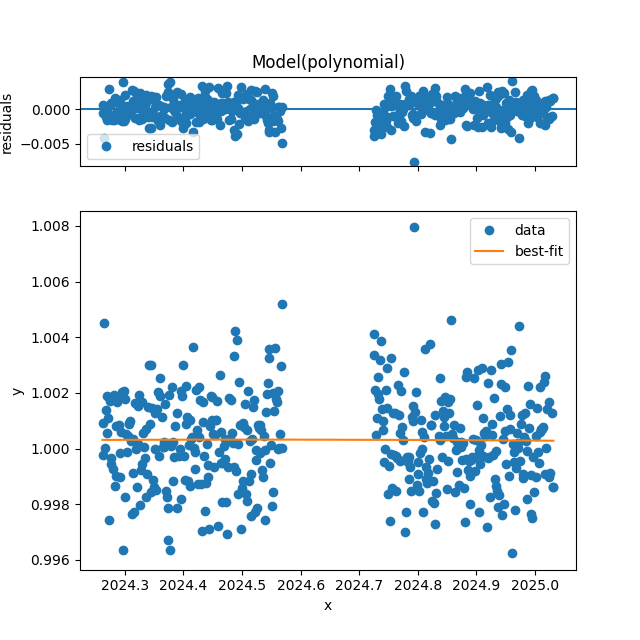 Model(polynomial)
residuals
0.000
−0.005
residuals
y
1.008
1.006
1.004
1.002
1.000
0.998
0.996
data
best-fit
2024.3 2024.4 2024.5 2024.6 2024.7 2024.8 2024.9 2025.0
x